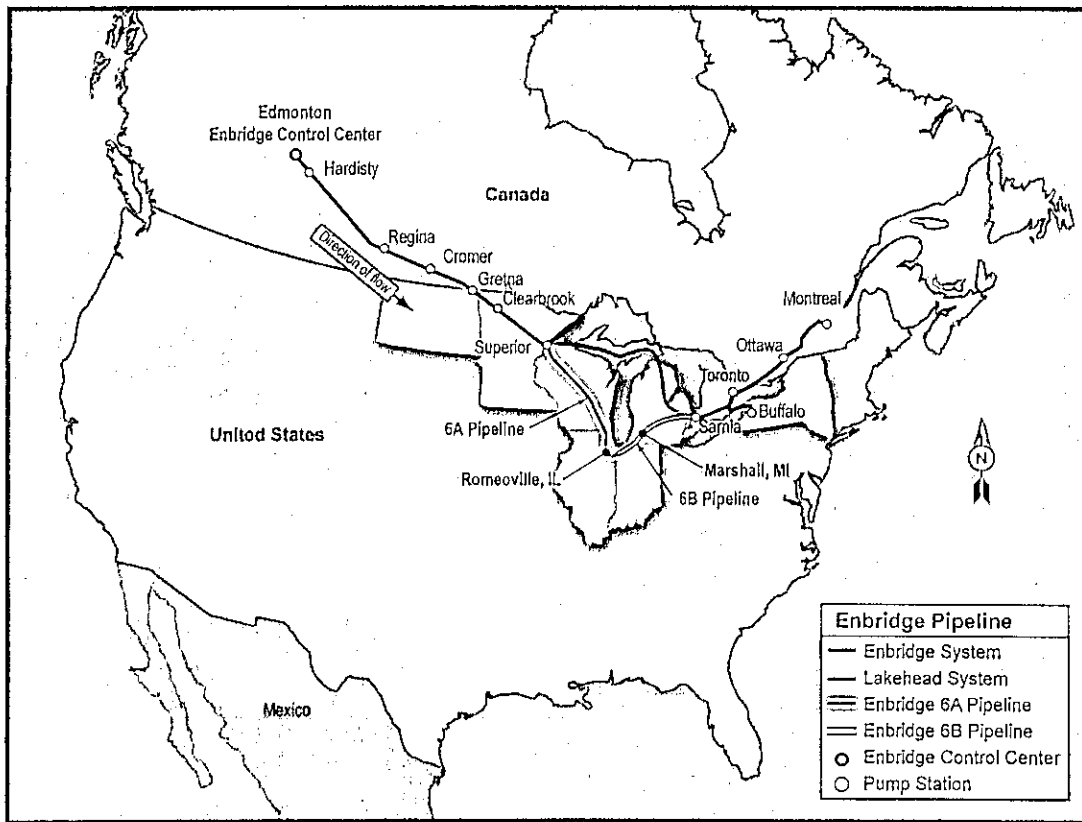 Edmonton
Enbridge Control Center
Hardisty
Canada
Regina
Direction of flow
Cromer
Gretna
Clearbrook
Montreal
Superior
Ottawa
Toronto
Buffalo
Sarnia
6A Pipeline
United States
Romeoville, IL
Marshall, MI
6B Pipeline
N
Mexico
Enbridge Pipeline
Enbridge System
Lakehead System
Enbridge 6A Pipeline
Enbridge 6B Pipeline
Enbridge Control Center
Pump Station